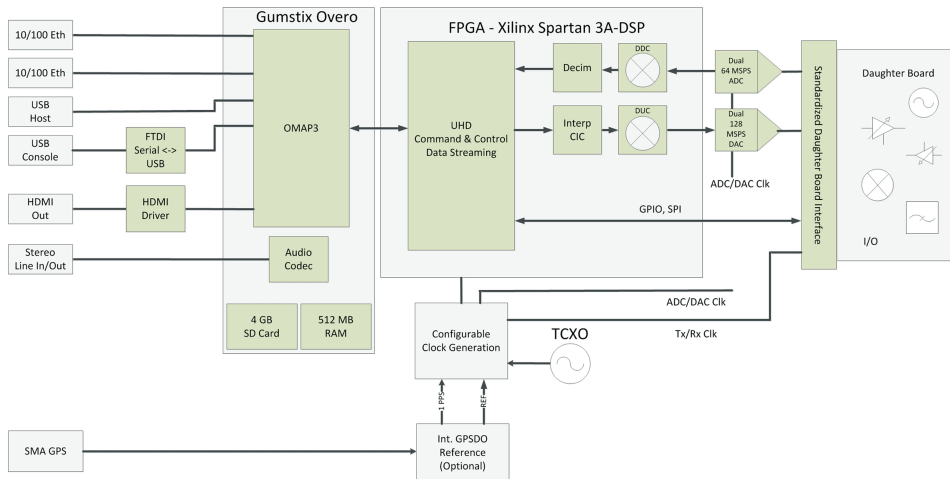 Gumstix Overo
FPGA - Xilinx Spartan 3A-DSP
10/100 Eth
10/100 Eth
USB
Host
USB
Console
FTDI
Serial <->
USB
HDMI
Out
HDMI
Driver
Stereo
Line In/Out
OMAP3
Audio
Codec
4 GB
SD Card
512 MB
RAM
UHD
Command & Control
Data Streaming
Decim
DDC
Interp
CIC
DUC
Dual
64 MSPS
ADC
Dual
128
MSPS
DAC
ADC/DAC Clk
GPIO, SPI
Standardized Daughter Board Interface
Daughter Board
I/O
ADC/DAC Clk
Tx/Rx Clk
Configurable
Clock Generation
TCXO
1 PPS
REF
SMA GPS
Int. GPSDO
Reference
(Optional)